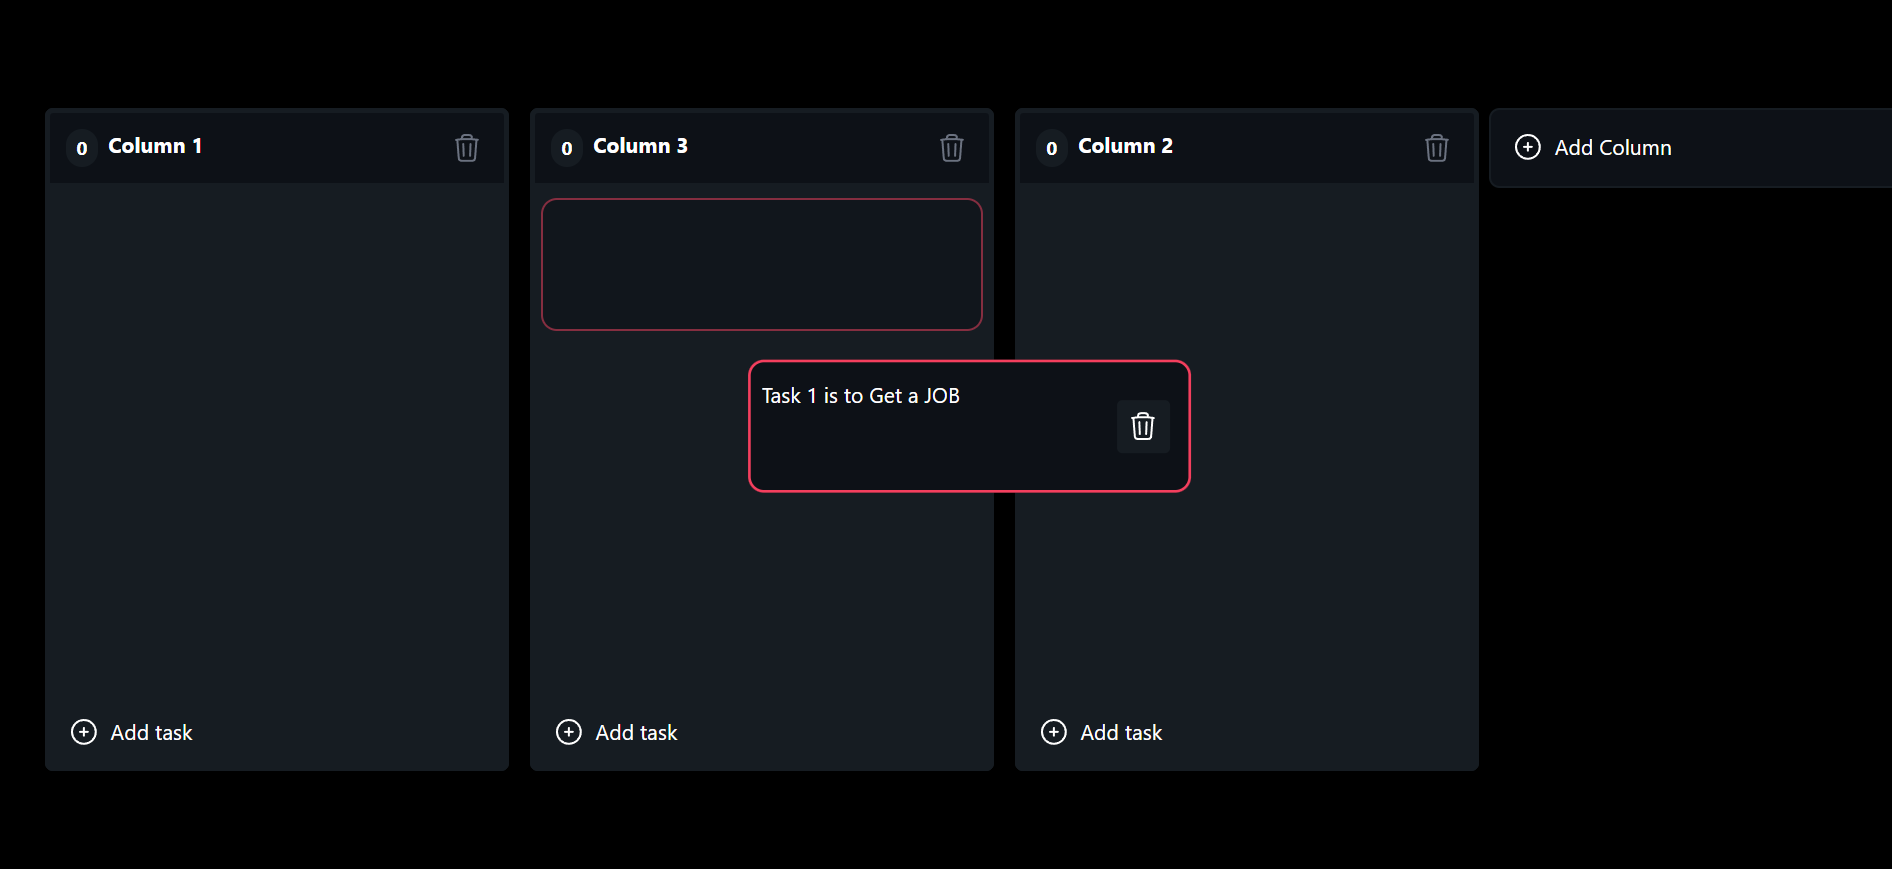 0 Column 1
0 Column 3
0 Column 2
Add Column
Task 1 is to Get a JOB
Add task
Add task
Add task